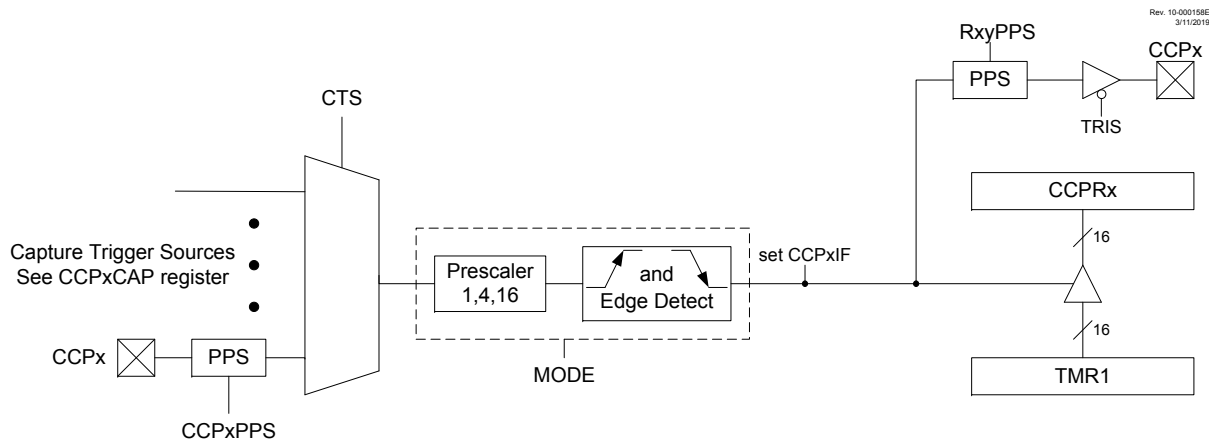 Rev. 10-000158E
3/11/2019
RxyPPS
CCPx
PPS
TRIS
CTS
CCPRx
16
Capture Trigger Sources
See CCPxCAP register
Prescaler
1,4,16
and
Edge Detect
set CCPxIF
16
CCPx
PPS
MODE
TMR1
CCPxPPS